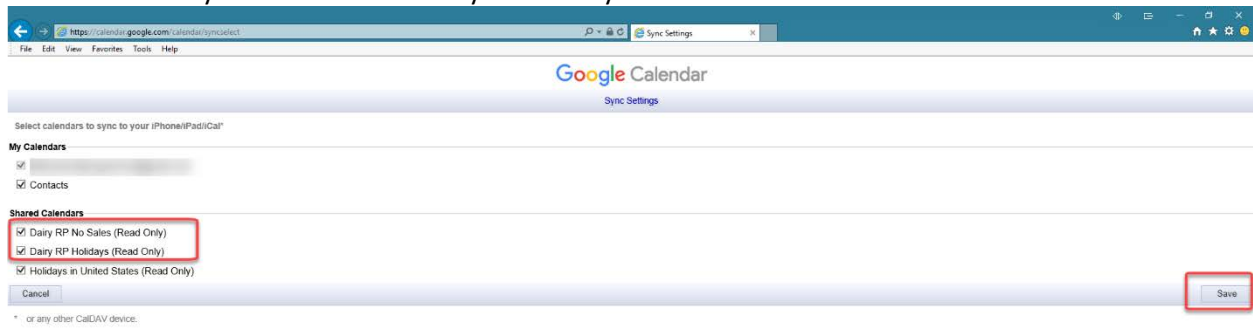 https://calendar.google.com/calendar/syncselect
Sync Settings
File Edit View Favorites Tools Help
Google Calendar
Sync Settings
Select calendars to sync to your iPhone/iPad/iCal*
My Calendars
Contacts
Shared Calendars
Dairy RP No Sales (Read Only)
Dairy RP Holidays (Read Only)
Holidays in United States (Read Only)
Cancel Save
* or any other CalDAV device.